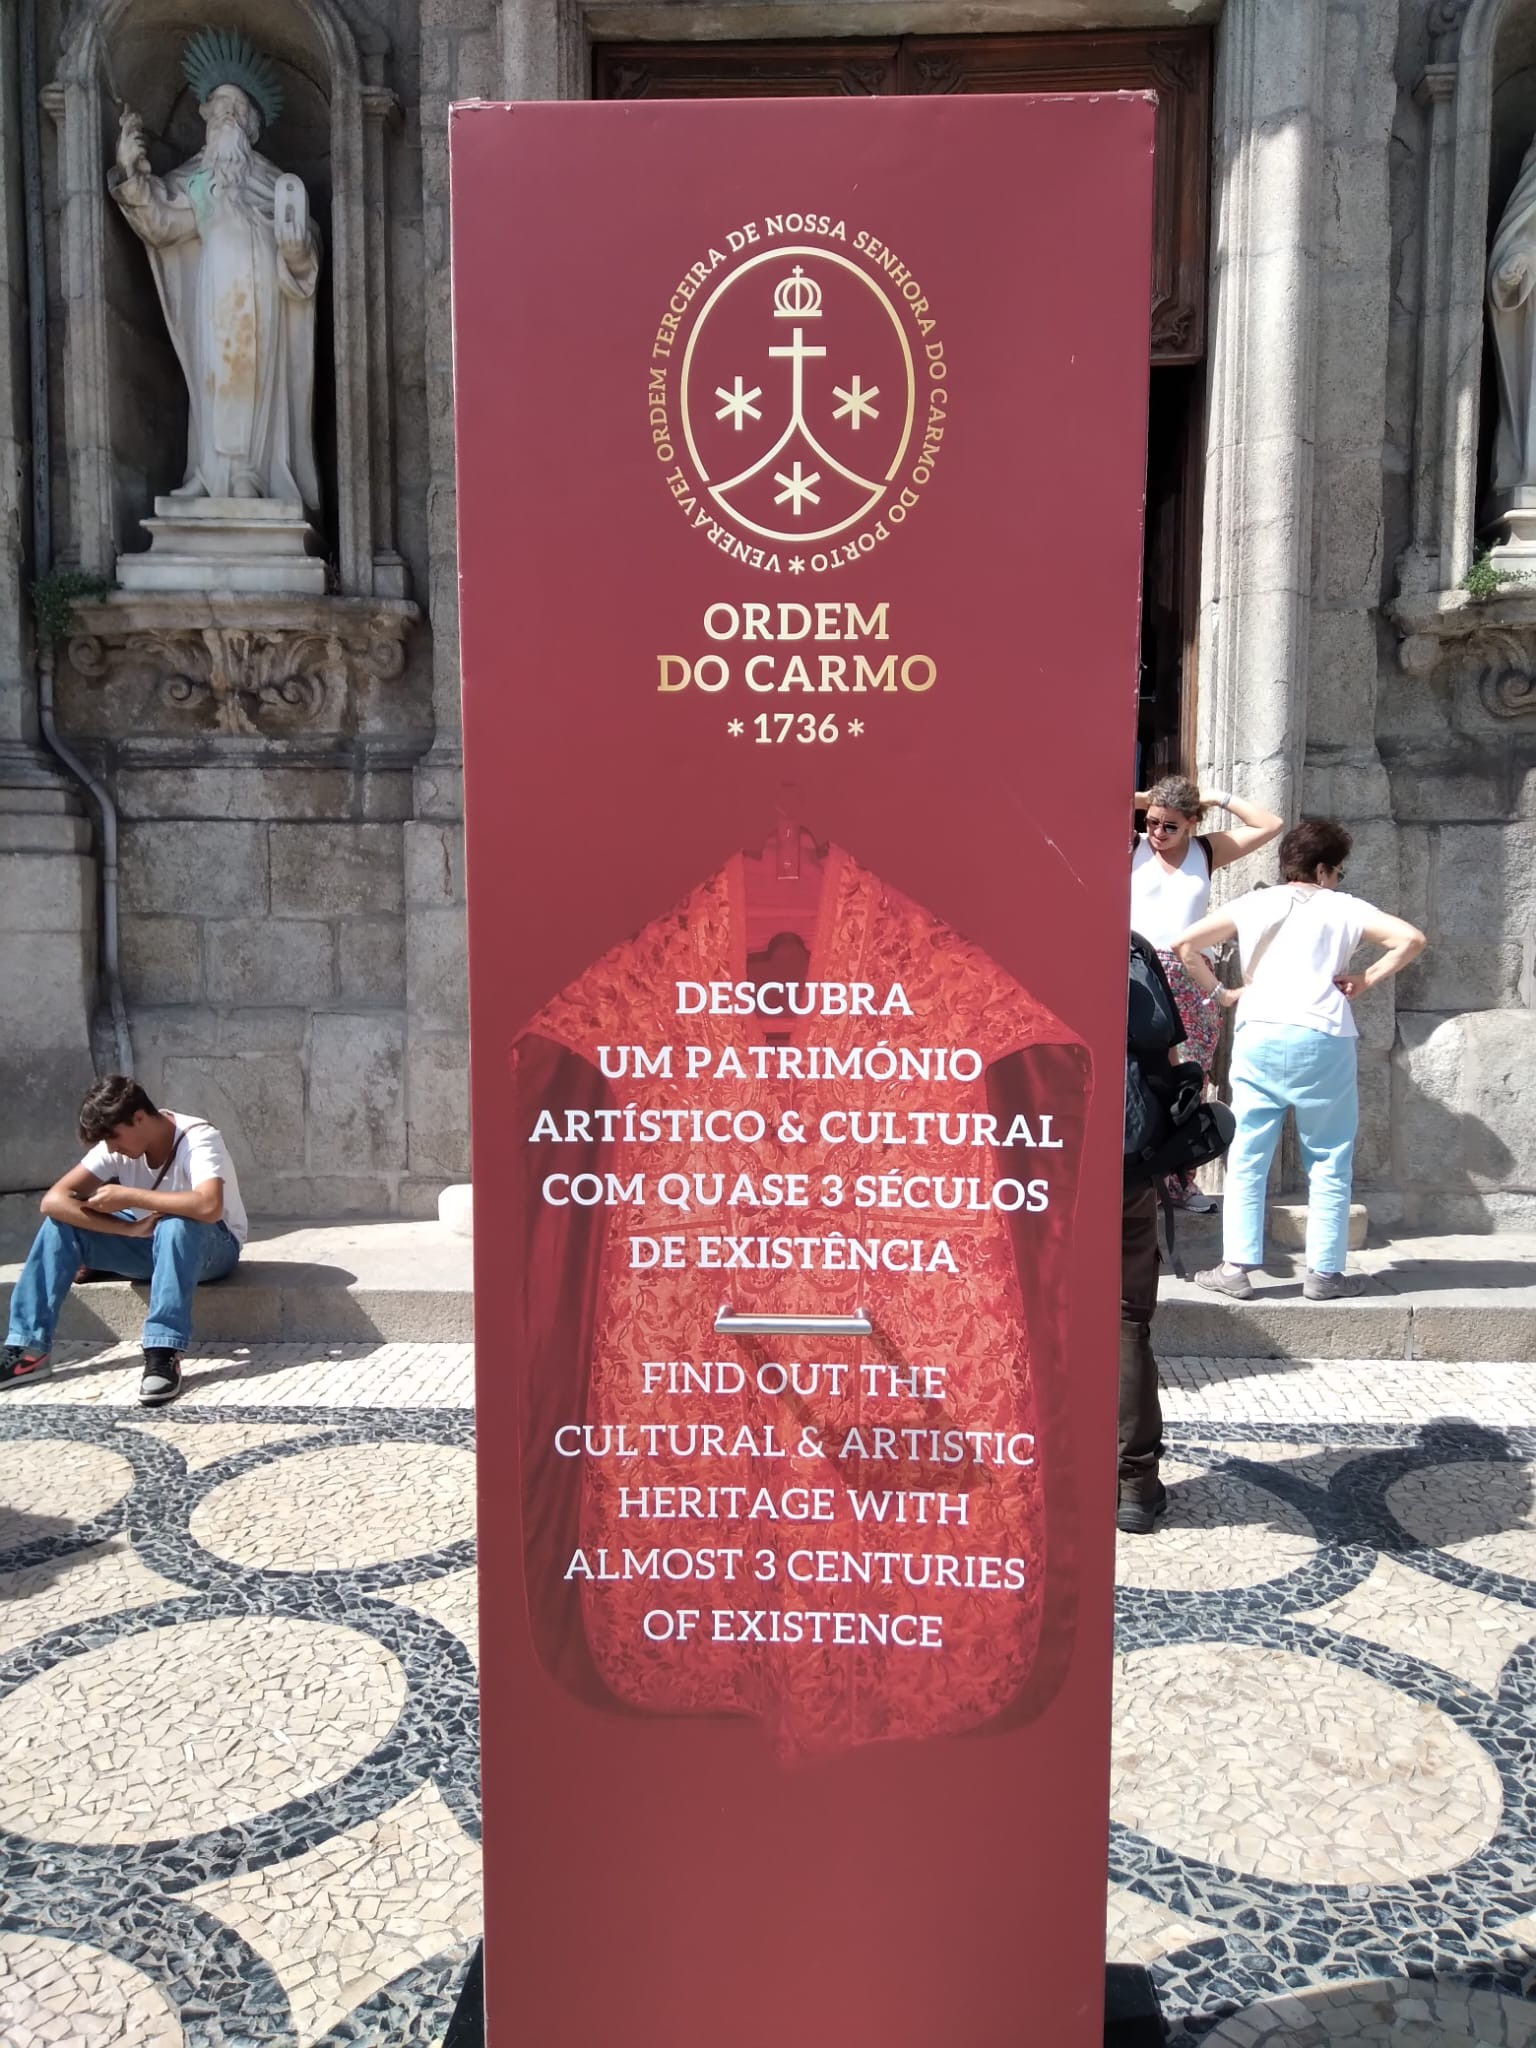 VENERÁVEL ORDEM TERCEIRA DE NOSSA SENHORA DO CARMO DO PORTO *
ORDEM
DO CARMO
* 1736 *
DESCUBRA
UM PATRIMÓNIO
ARTÍSTICO & CULTURAL
COM QUASE 3 SÉCULOS
DE EXISTÊNCIA
FIND OUT THE
CULTURAL & ARTISTIC
HERITAGE WITH
ALMOST 3 CENTURIES
OF EXISTENCE